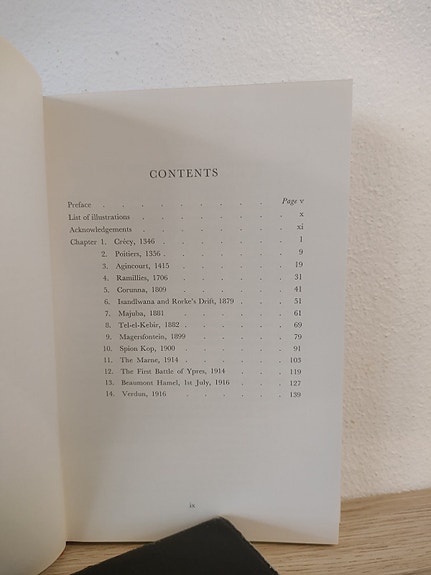 CONTENTS
Preface . . . . . . . . . . Page v
List of illustrations . . . . . . . . x
Acknowledgements . . . . . . . . xi
Chapter 1. Crécy, 1346 . . . . . . . 1
2. Poitiers, 1356 . . . . . . . 9
3. Agincourt, 1415 . . . . . . 19
4. Ramillies, 1706 . . . . . . 31
5. Corunna, 1809 . . . . . . 41
6. Isandlwana and Rorke's Drift, 1879 . . . 51
7. Majuba, 1881 . . . . . . 61
8. Tel-el-Kebir, 1882 . . . . . . 69
9. Magersfontein, 1899 . . . . . 79
10. Spion Kop, 1900 . . . . . . 91
11. The Marne, 1914 . . . . . . 103
12. The First Battle of Ypres, 1914 . . . . 119
13. Beaumont Hamel, 1st July, 1916 . . . 127
14. Verdun, 1916 . . . . . . 139
ix